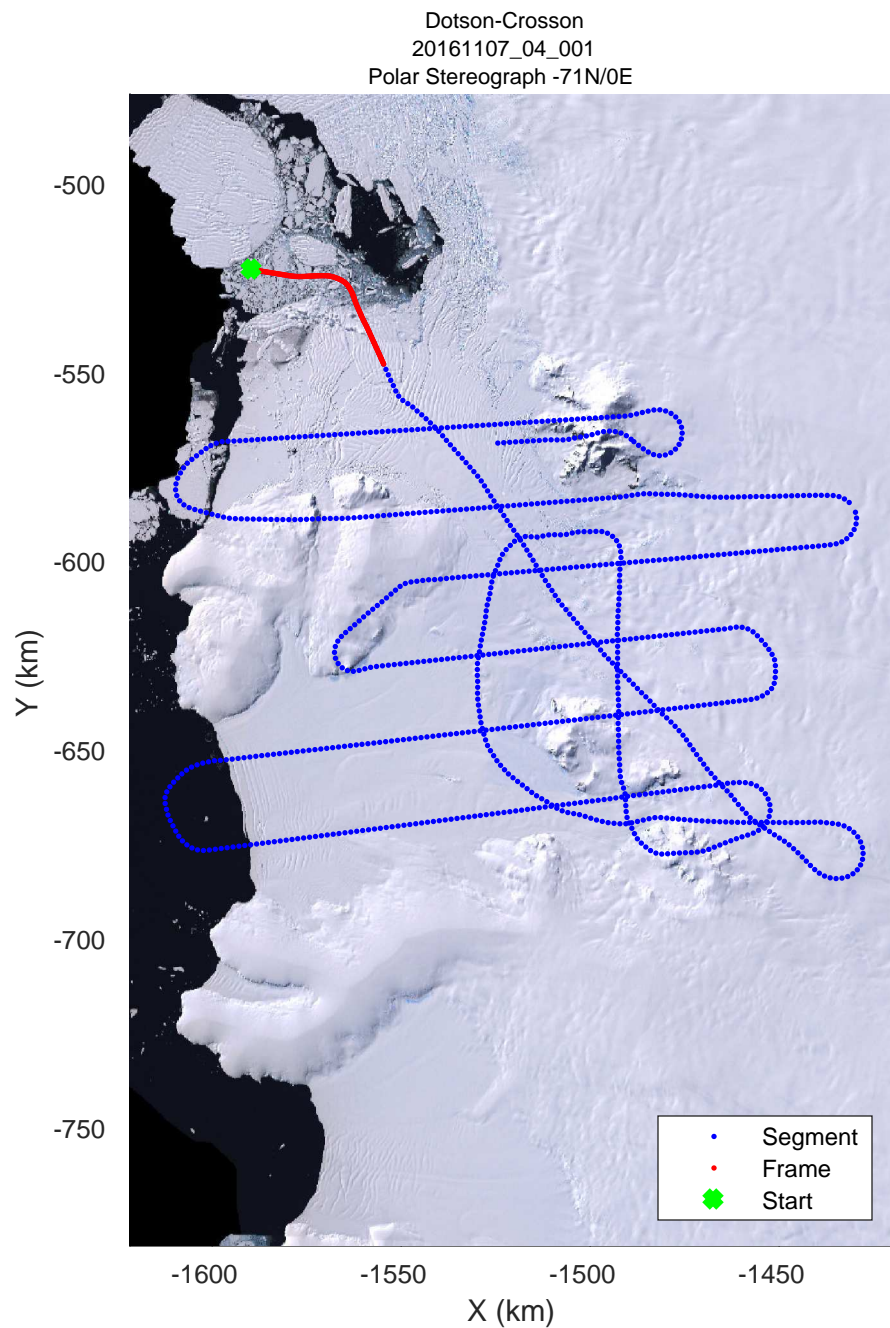 Dotson-Crosson
20161107_04_001
Polar Stereograph -71N/0E
-500
-550
-600
-650
-700
-750
Y (km)
Segment
Frame
Start
-1600
-1550
-1500
-1450
X (km)